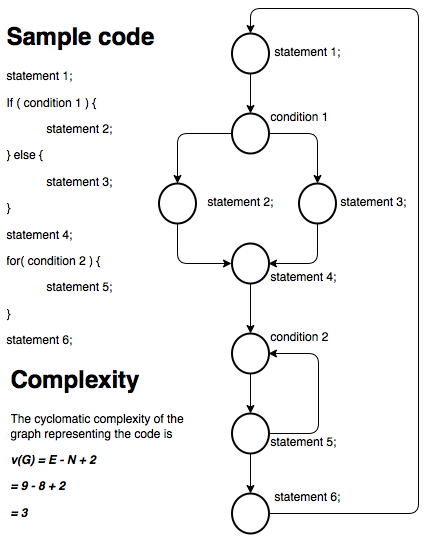 Sample code
statement 1;
If ( condition 1 ) {
statement 2;
} else {
statement 3;
}
statement 4;
for( condition 2 ) {
statement 5;
}
statement 6;
Complexity
The cyclomatic complexity of the
graph representing the code is
v(G) = E - N + 2
= 9 - 8 + 2
= 3
statement 1;
condition 1
statement 2;
statement 3;
statement 4;
condition 2
statement 5;
statement 6;